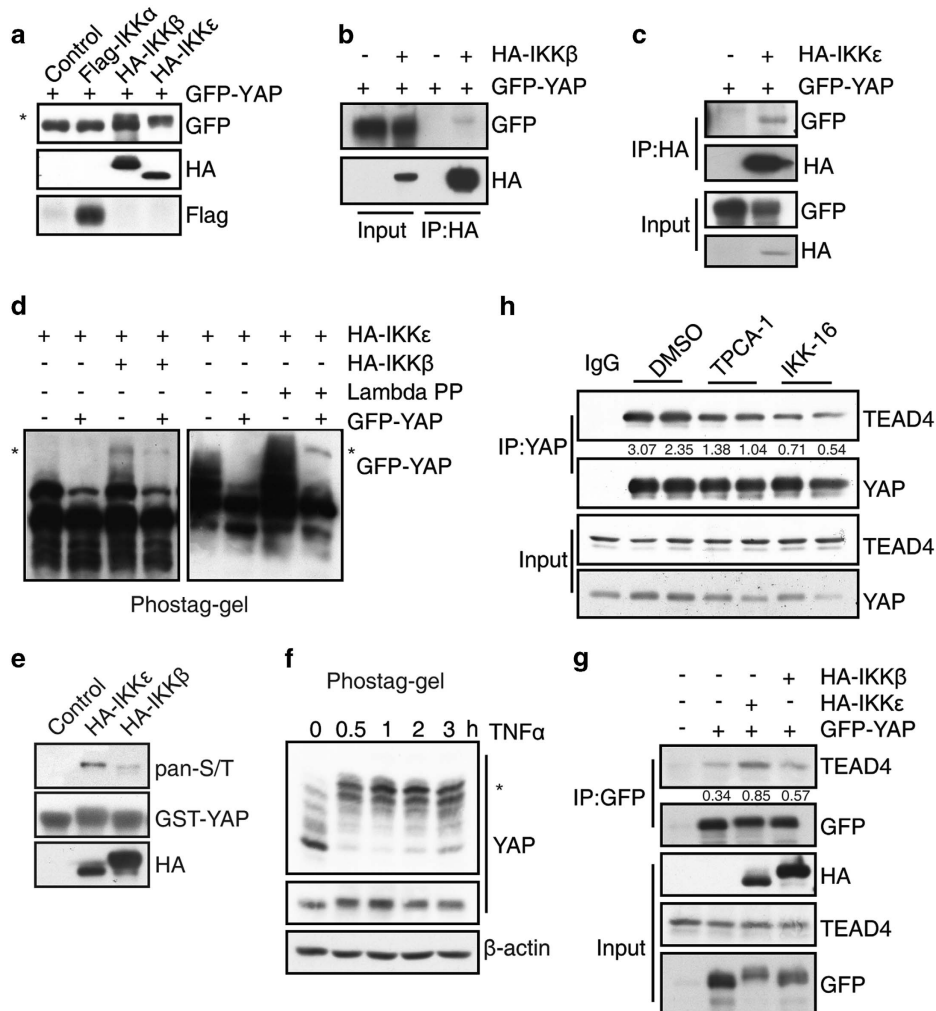 a
Control
Flag-IKKα
HA-IKKβ
HA-IKKε
+ + + + GFP-YAP
* GFP
HA
Flag
b
- + - + HA-IKKβ
+ + + + GFP-YAP
GFP
HA
Input IP:HA
c
- + HA-IKKε
+ + GFP-YAP
IP:HA
GFP
HA
Input
GFP
HA
d
+ + + + + + + + HA-IKKε
- - + + - - - - HA-IKKβ
- - - - - - + + Lambda PP
- + - + - + - + GFP-YAP
* *GFP-YAP
Phostag-gel
h
IgG DMSO TPCA-1 IKK-16
IP:YAP
TEAD4
3.07 2.35 1.38 1.04 0.71 0.54
YAP
Input
TEAD4
YAP
e
Control
HA-IKKε
HA-IKKβ
pan-S/T
GST-YAP
HA
f
Phostag-gel
0 0.5 1 2 3 h TNFα
*
YAP
β-actin
g
- - - + HA-IKKβ
- - + - HA-IKKε
- + + + GFP-YAP
IP:GFP
TEAD4
0.34 0.85 0.57
GFP
Input
HA
TEAD4
GFP